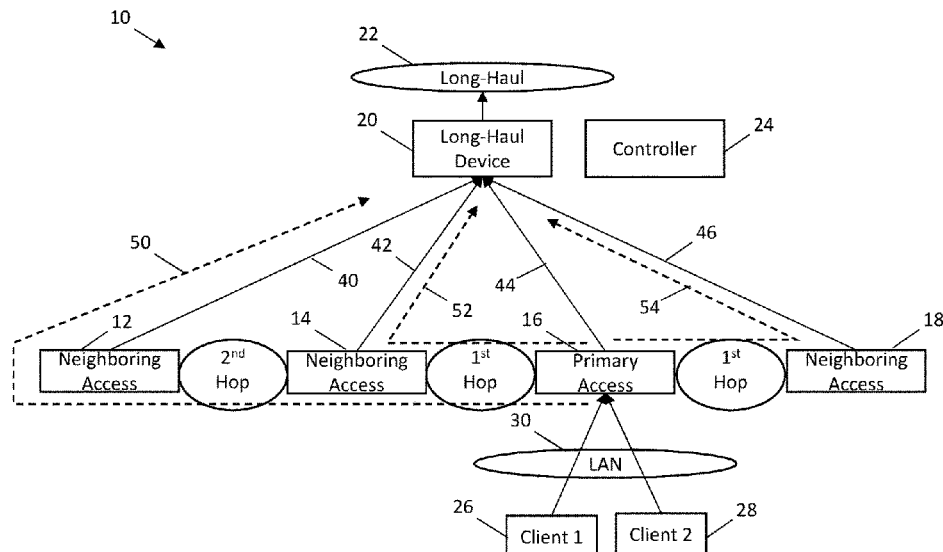 10
22
Long-Haul
20
Long-Haul
Device
Controller
24
50
42
46
40
52
44
54
12
14
16
18
Neighboring
Access
2nd
Hop
Neighboring
Access
1st
Hop
Primary
Access
1st
Hop
Neighboring
Access
30
LAN
26
Client 1
Client 2
28